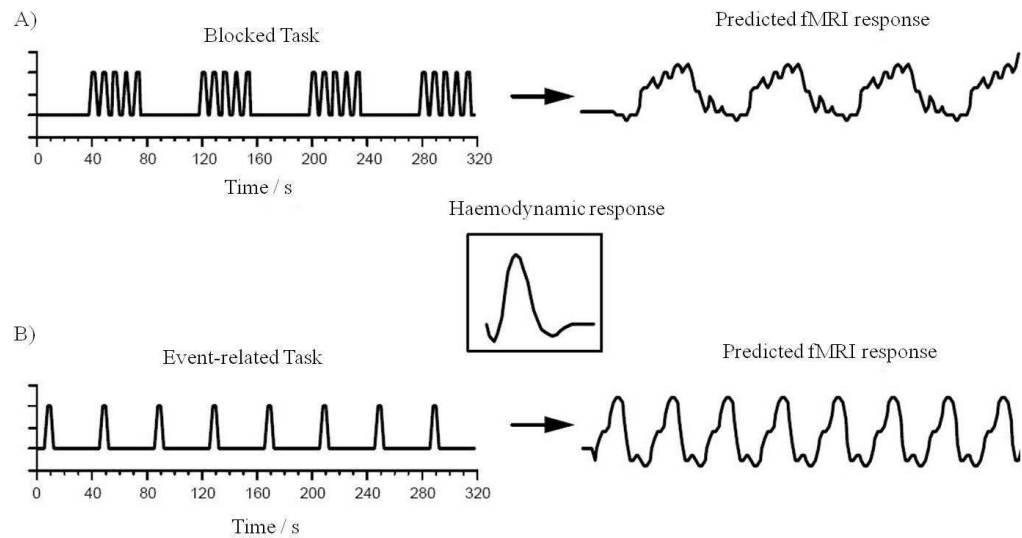 A)
Blocked Task
Predicted fMRI response
0 40 80 120 160 200 240 280 320
Time / s
Haemodynamic response
B)
Event-related Task
Predicted fMRI response
0 40 80 120 160 200 240 280 320
Time / s